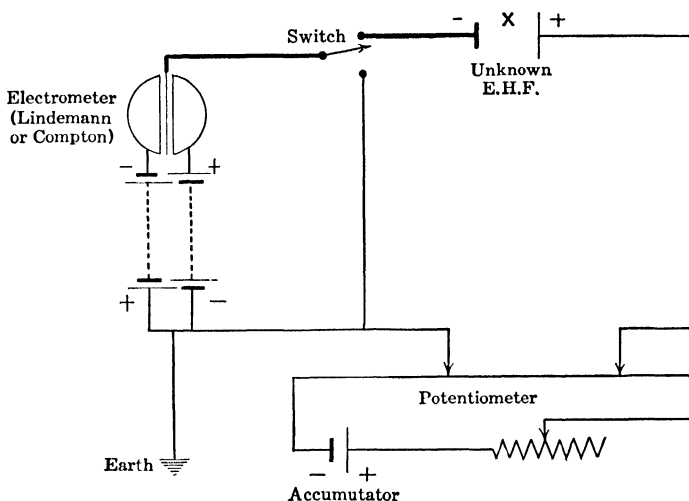 Switch
- X +
Unknown
E.H.F.
Electrometer
(Lindemann
or Compton)
- +
+ -
Potentiometer
Earth
- +
Accumutator